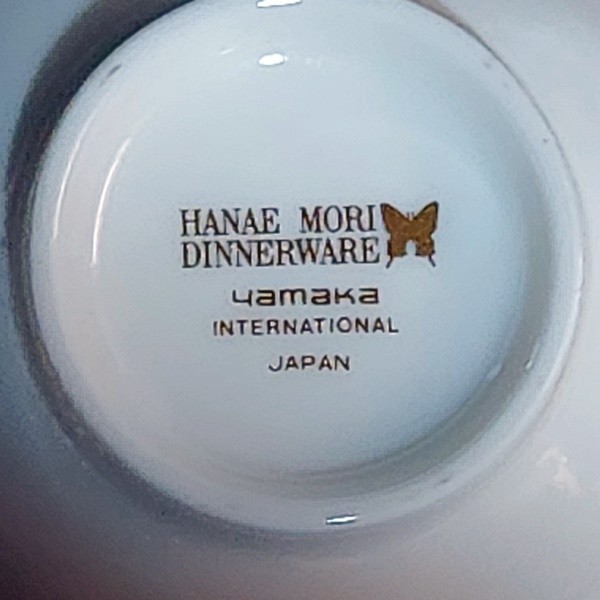 HANAE MORI
DINNERWARE
yamaka
INTERNATIONAL
JAPAN